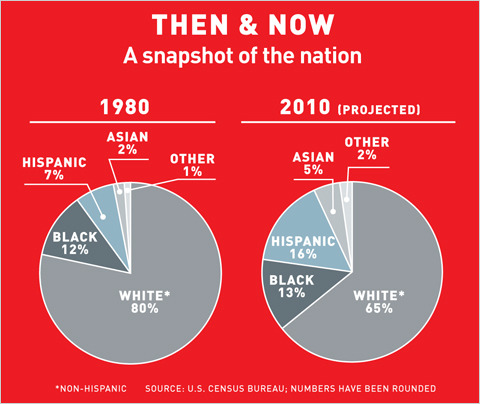 THEN & NOW
A snapshot of the nation
1980
ASIAN
2%
HISPANIC
7%
OTHER
1%
BLACK
12%
WHITE*
80%
2010 (PROJECTED)
OTHER
2%
ASIAN
5%
HISPANIC
16%
BLACK
13%
WHITE*
65%
*NON-HISPANIC SOURCE: U.S. CENSUS BUREAU; NUMBERS HAVE BEEN ROUNDED